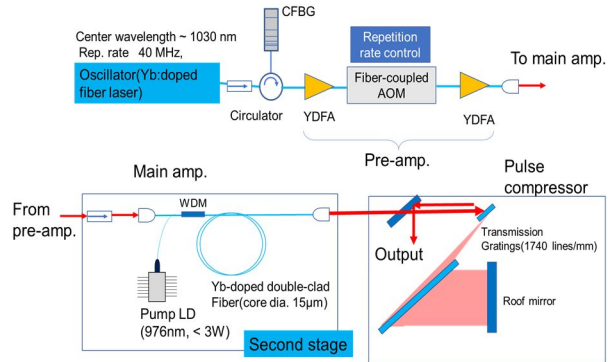 CFBG
Center wavelength ~ 1030 nm
Rep. rate   40 MHz,
Oscillator(Yb:doped
fiber laser)
Circulator
YDFA
Repetition
rate control
Fiber-coupled
AOM
YDFA
To main amp.
Pre-amp.
Main amp.
From
pre-amp.
WDM
Pump LD
(976nm, < 3W)
Yb-doped double-clad
Fiber(core dia. 15μm)
Second stage
Pulse
compressor
Transmission
Gratings(1740 lines/mm)
Output
Roof mirror